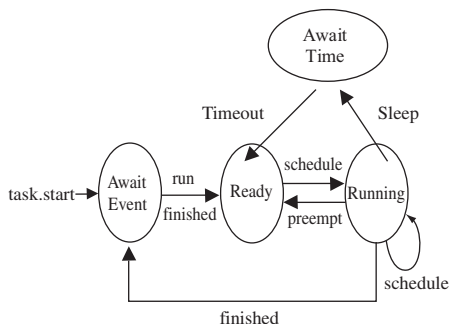 Await
Time
Timeout
Sleep
task.start
Await
Event
run
finished
Ready
schedule
preempt
Running
schedule
finished